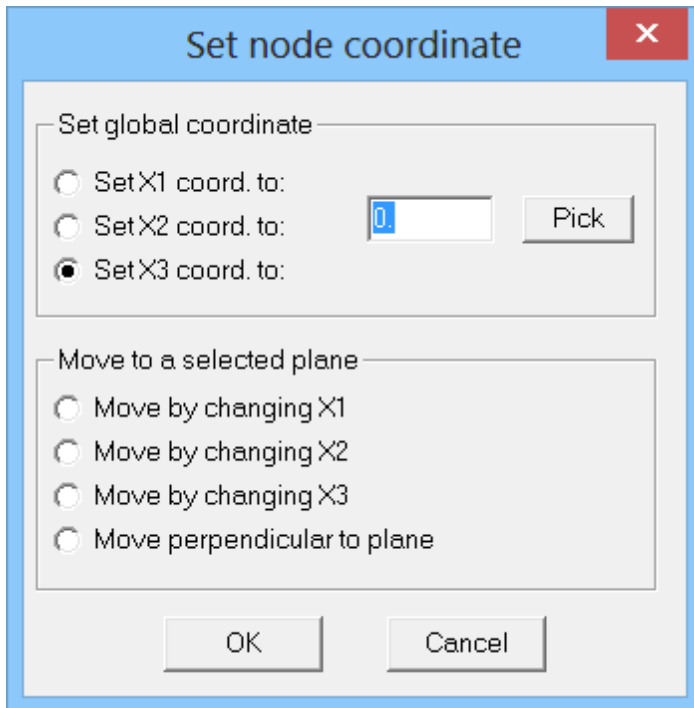 Set node coordinate
Set global coordinate
Set X1 coord. to:
Set X2 coord. to:
0.
Pick
Set X3 coord. to:
Move to a selected plane
Move by changing X1
Move by changing X2
Move by changing X3
Move perpendicular to plane
OK
Cancel